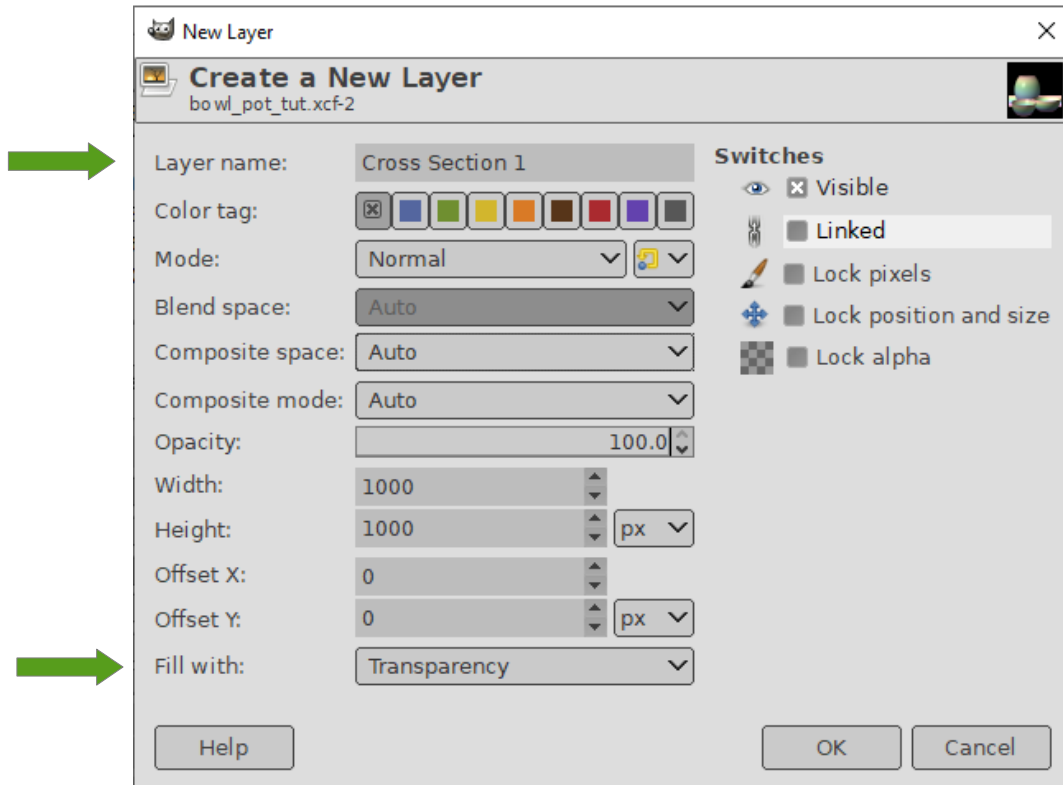 New Layer
Create a New Layer
bowl_pot_tut.xcf-2
Layer name: Cross Section 1
Color tag:
Mode: Normal
Blend space: Auto
Composite space: Auto
Composite mode: Auto
Opacity: 100.0
Width: 1000
Height: 1000 px
Offset X: 0
Offset Y: 0 px
Fill with: Transparency
Switches
Visible
Linked
Lock pixels
Lock position and size
Lock alpha
Help OK Cancel